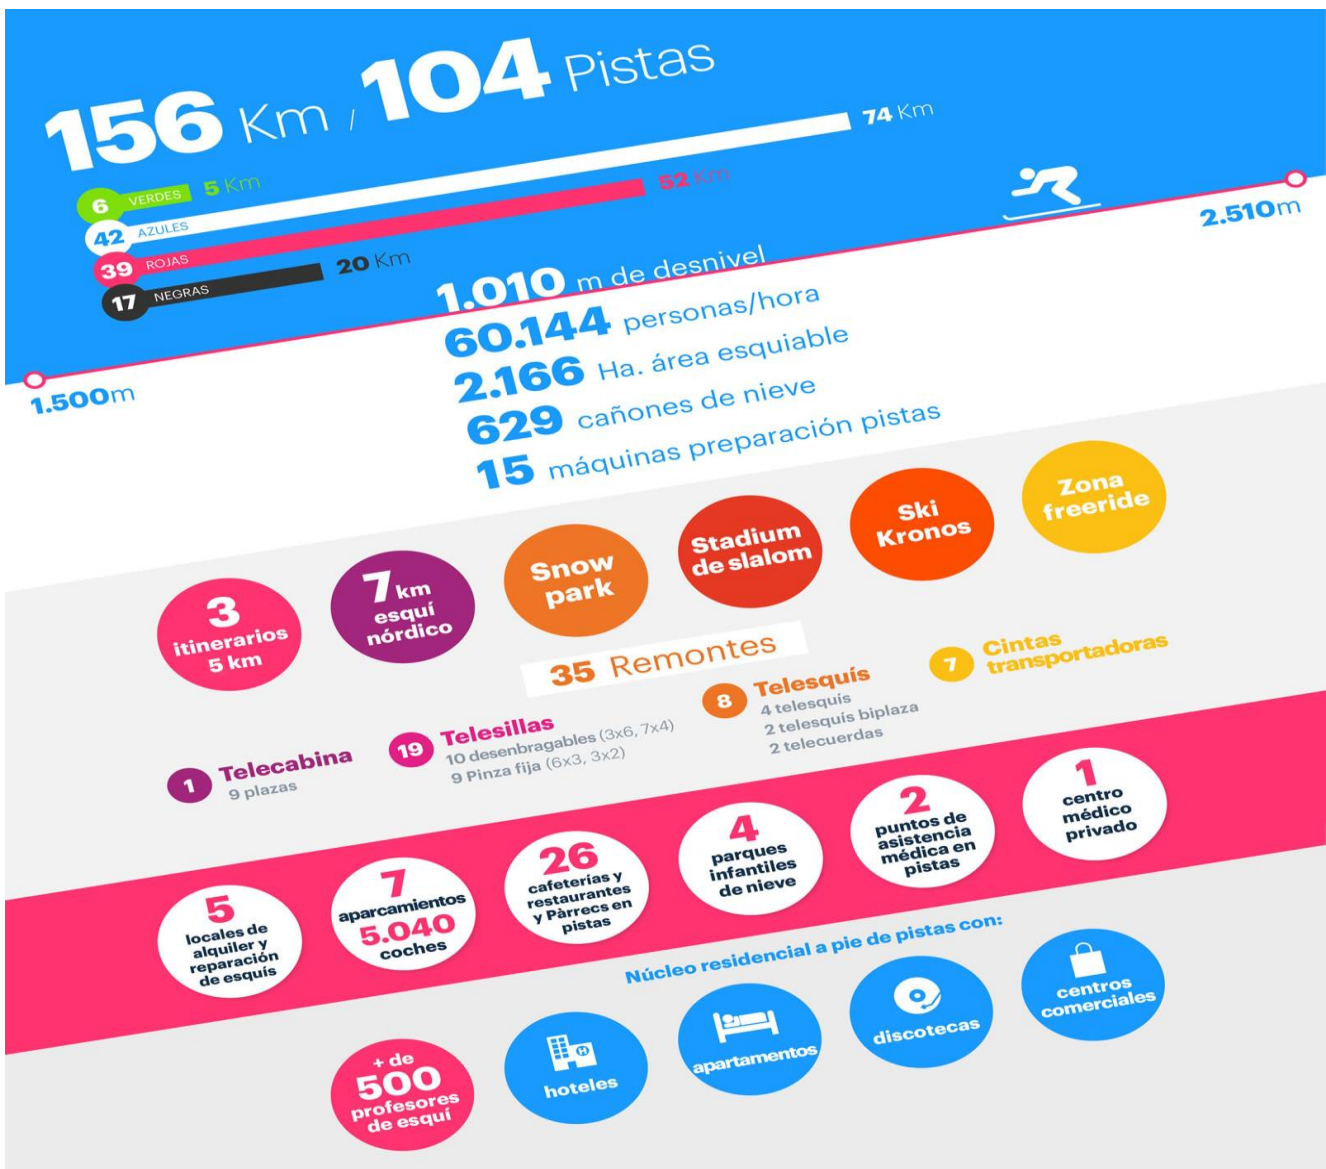 156 Km / 104 Pistas
6 VERDES 5 Km
42 AZULES 74 Km
39 ROJAS 52 Km
17 NEGRAS 20 Km
1.500m
2.510m
1.010 m de desnivel
60.144 personas/hora
2.166 Ha. área esquiable
629 cañones de nieve
15 máquinas preparación pistas
3
itinerarios
5 km
7 km
esquí
nórdico
Snow
park
Stadium
de slalom
Ski
Kronos
Zona
freeride
35 Remontes
1 Telecabina
9 plazas
19 Telesillas
10 desenbragables (3x6, 7x4)
9 Pinza fija (6x3, 3x2)
8 Telesquís
4 telesquís
2 telesquís biplaza
2 telecuerdas
7 Cintas
transportadoras
5
locales de
alquiler y
reparación
de esquís
7
aparcamientos
5.040
coches
26
cafeterías y
restaurantes
y Pàrrecs en
pistas
4
parques
infantiles
de nieve
2
puntos de
asistencia
médica en
pistas
1
centro
médico
privado
Núcleo residencial a pie de pistas con:
+ de
500
profesores
de esquí
H
hoteles
apartamentos
discotecas
centros
comerciales